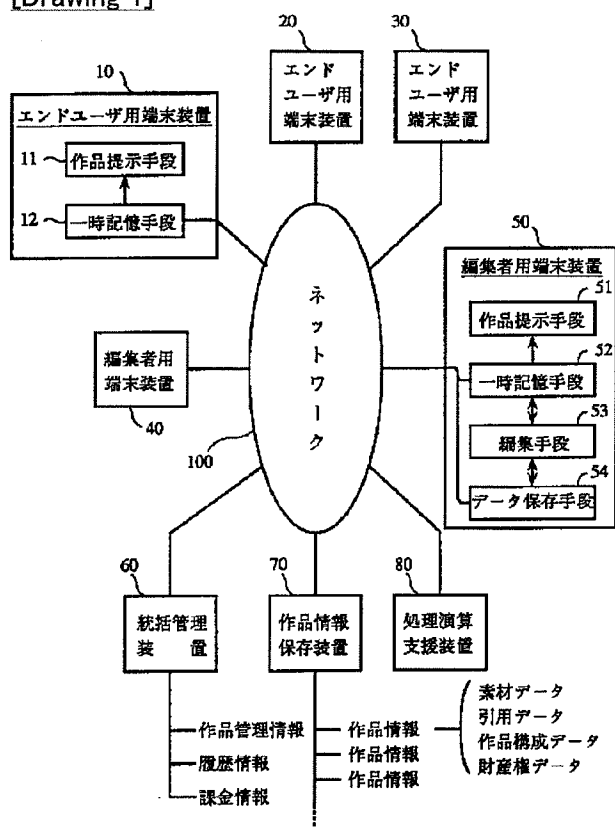 [Drawing 1]
20
30
エンド
ユーザ用
端末装置
エンド
ユーザ用
端末装置
10
エンドユーザ用端末装置
11
作品提示手段
12
一時記憶手段
50
編集者用端末装置
51
作品提示手段
52
一時記憶手段
53
編集手段
54
データ保存手段
ネットワーク
編集者用
端末装置
40
100
60
統括管理
装 置
70
作品情報
保存装置
80
処理演算
支援装置
作品管理情報
履歴情報
課金情報
作品情報
作品情報
作品情報
素材データ
引用データ
作品構成データ
財産権データ